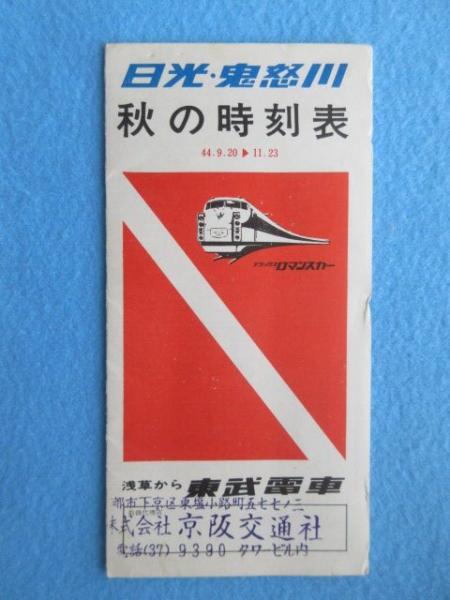 日光・鬼怒川
秋の時刻表
44.9.20 ▶ 11.23
デラックスロマンスカー
浅草から 東武電車
都市下京区東塩小路町五七七ノ三
株式会社 京阪交通社
電話(37) 9390 タワービル内